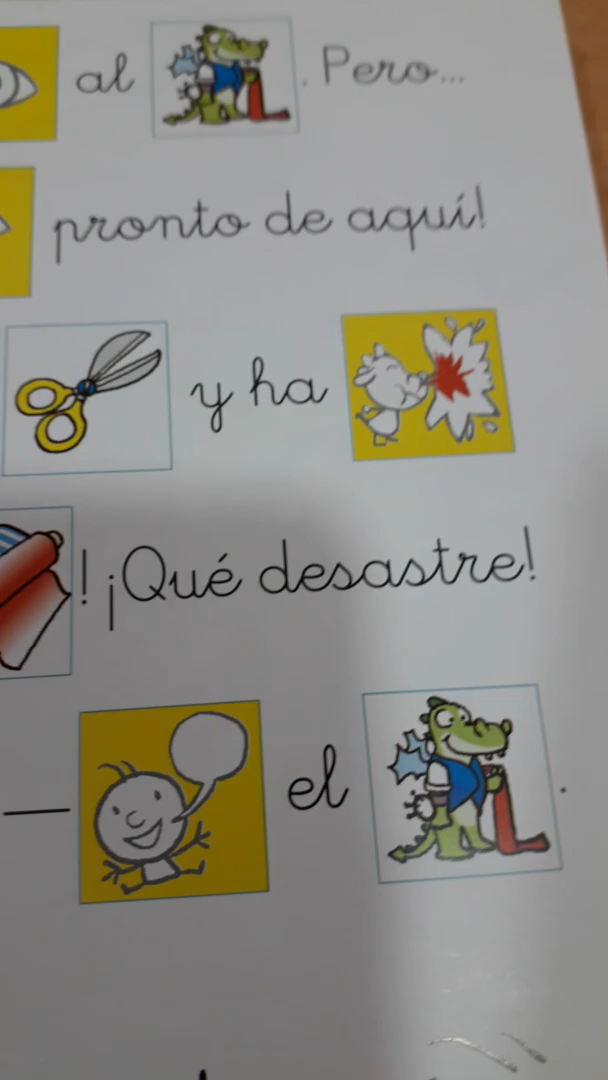 al . Pero...
pronto de aquí!
y ha
! ¡Qué desastre!
— el .